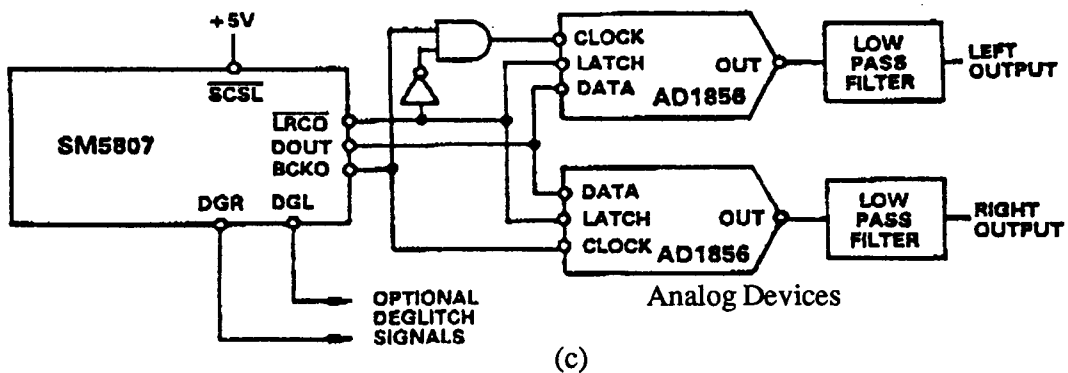 +5V
SCSL
SM5807
LRCO
DOUT
BCKO
DGR
DGL
OPTIONAL
DEGLITCH
SIGNALS
CLOCK
LATCH
DATA
OUT
AD1856
LOW
PASS
FILTER
LEFT
OUTPUT
DATA
LATCH
CLOCK
OUT
AD1856
LOW
PASS
FILTER
RIGHT
OUTPUT
Analog Devices
(c)